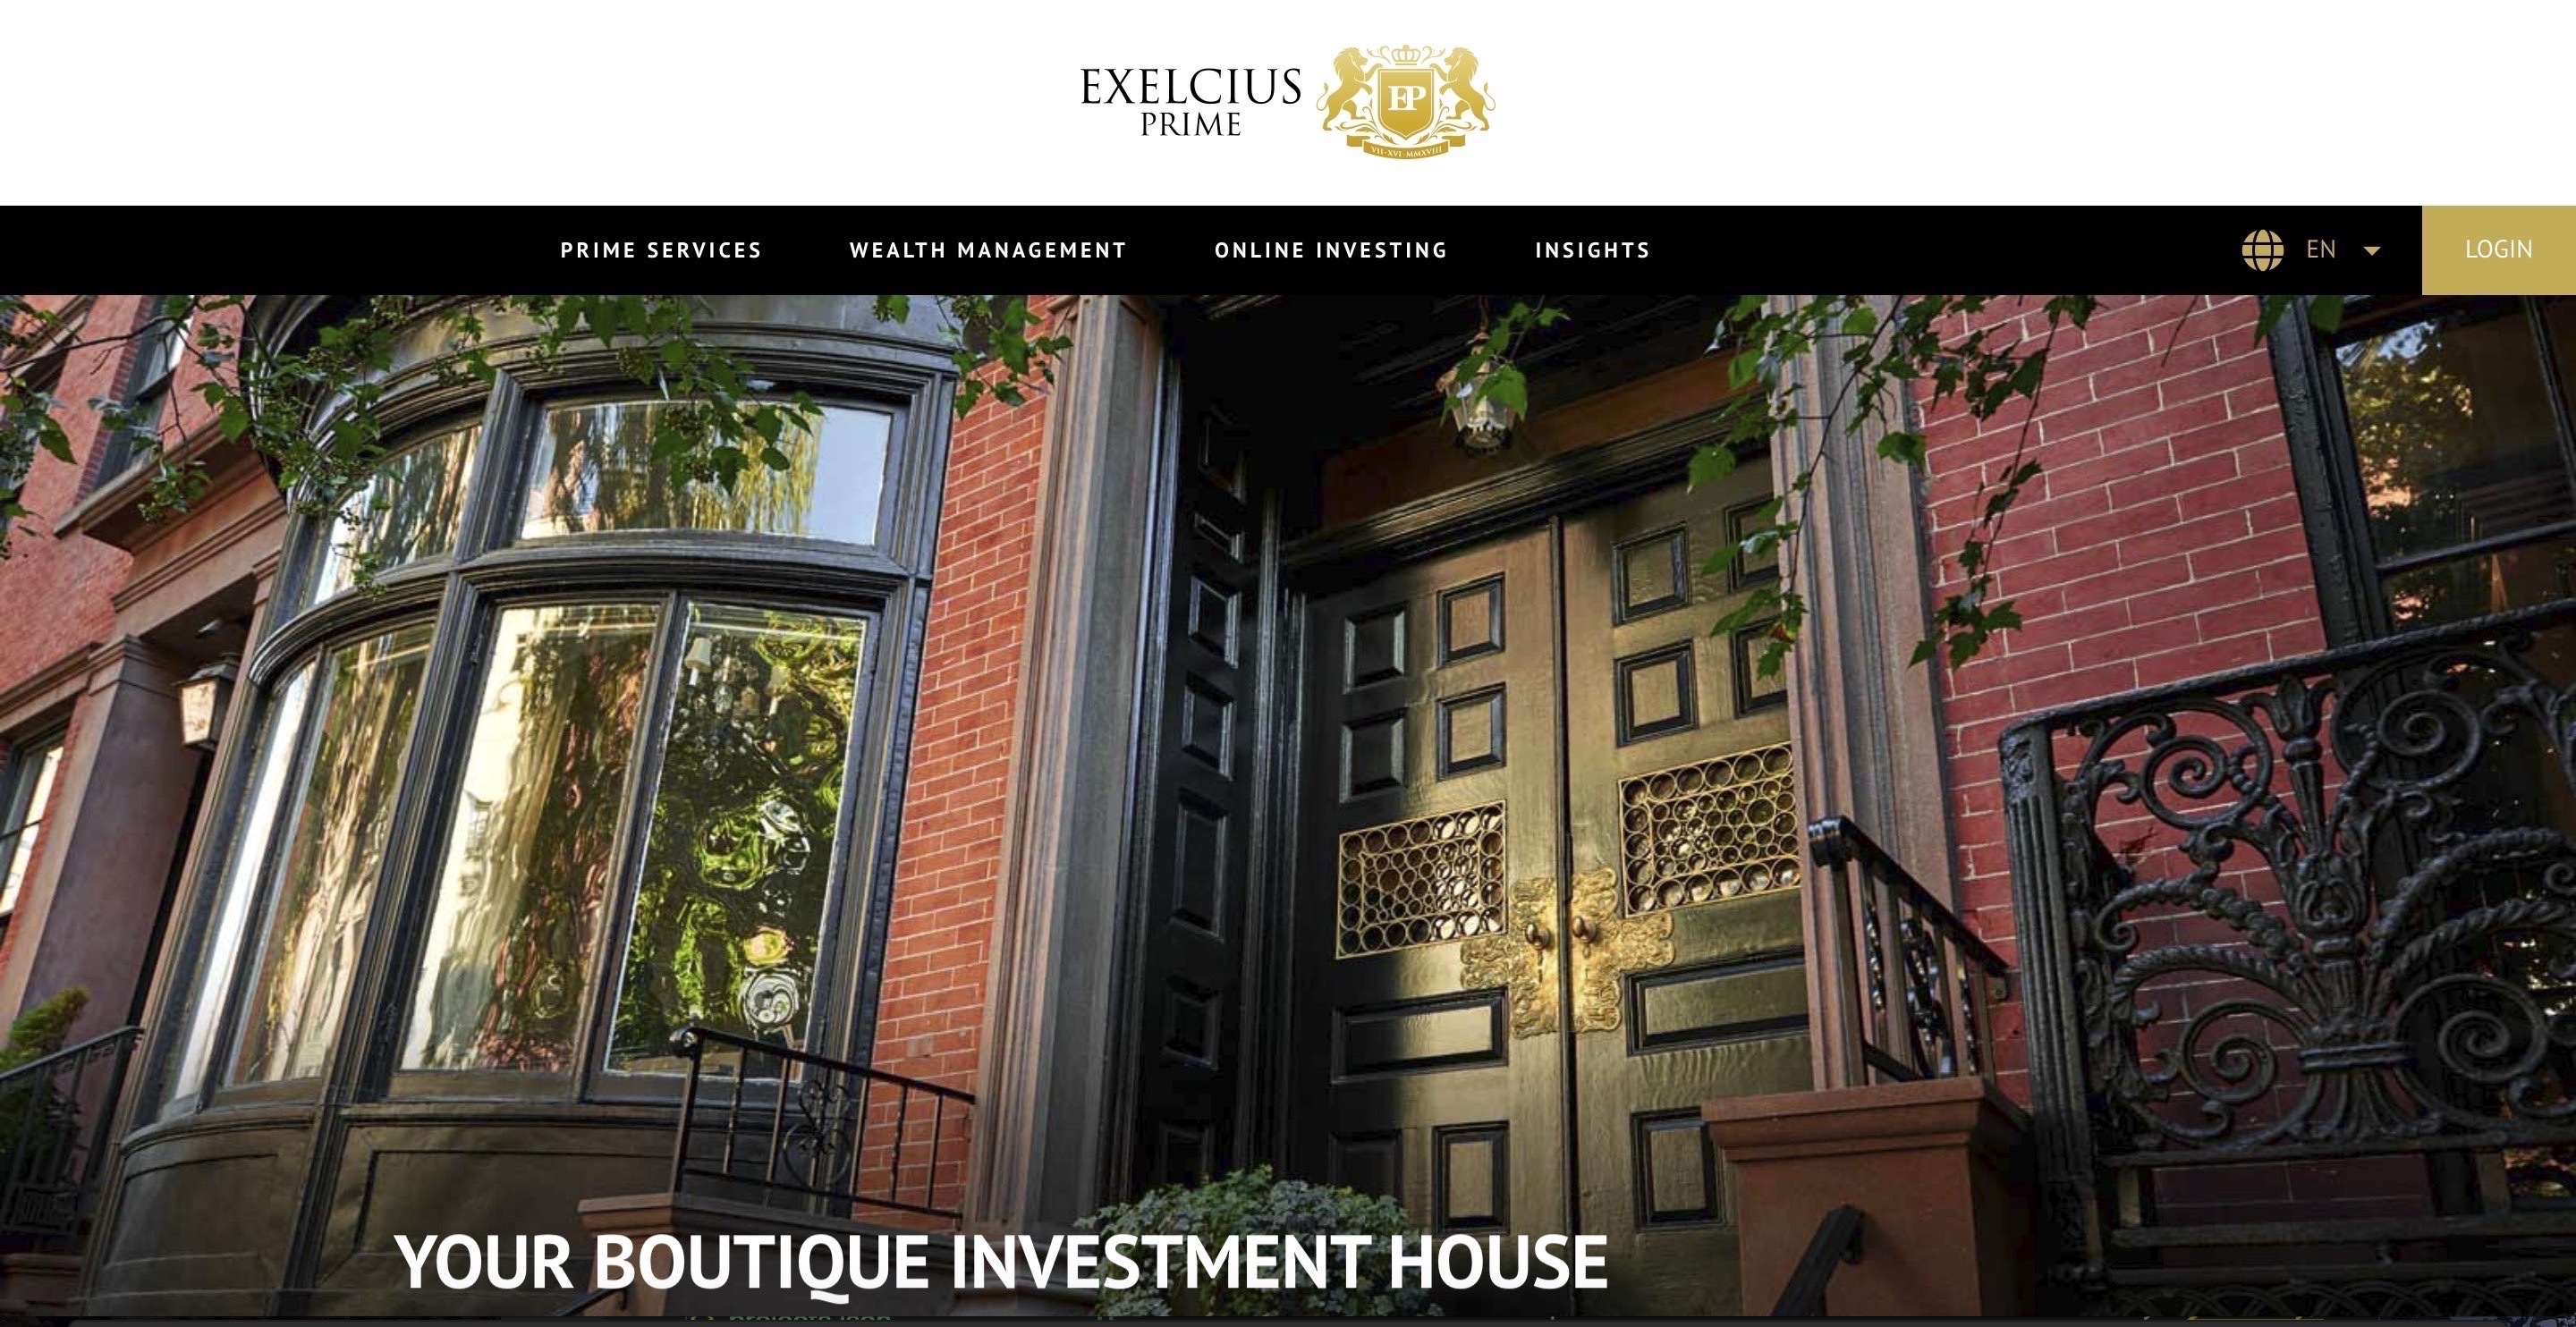 EXELCIUS
PRIME
EP
VII·XVI·MMXVIII
PRIME SERVICES
WEALTH MANAGEMENT
ONLINE INVESTING
INSIGHTS
EN
LOGIN
YOUR BOUTIQUE INVESTMENT HOUSE